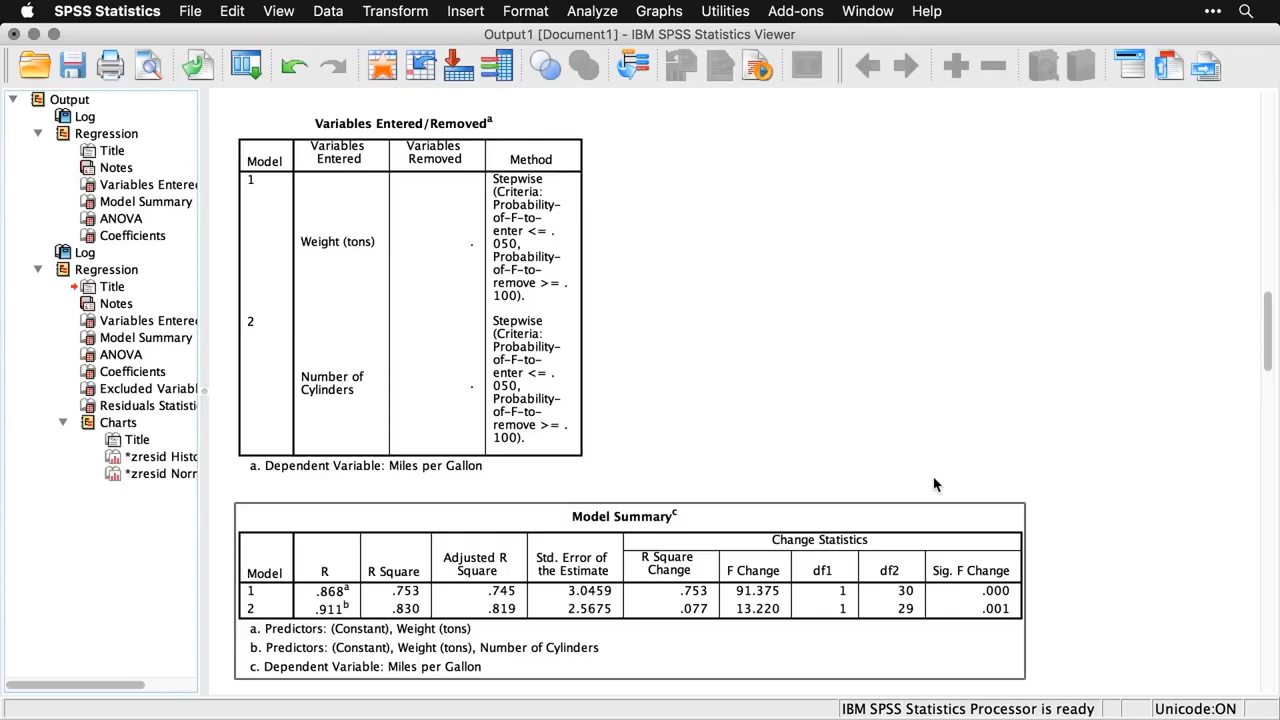 SPSS Statistics File Edit View Data Transform Insert Format Analyze Graphs Utilities Add-ons Window Help
Output1 [Document1] - IBM SPSS Statistics Viewer
Output
Log
Regression
Title
Notes
Variables Entere
Model Summary
ANOVA
Coefficients
Log
Regression
Title
Notes
Variables Entere
Model Summary
ANOVA
Coefficients
Excluded Variabl
Residuals Statisti
Charts
Title
*zresid Histo
*zresid Norr
Variables Entered/Removed^a
Model Variables Entered Variables Removed Method
1 Weight (tons) . Stepwise
(Criteria:
Probability-
of-F-to-
enter <= .
050,
Probability-
of-F-to-
remove >= .
100).
2 Number of Cylinders . Stepwise
(Criteria:
Probability-
of-F-to-
enter <= .
050,
Probability-
of-F-to-
remove >= .
100).
a. Dependent Variable: Miles per Gallon
Model Summary^c
Change Statistics
Model R R Square Adjusted R Square Std. Error of the Estimate R Square Change F Change df1 df2 Sig. F Change
1 .868^a .753 .745 3.0459 .753 91.375 1 30 .000
2 .911^b .830 .819 2.5675 .077 13.220 1 29 .001
a. Predictors: (Constant), Weight (tons)
b. Predictors: (Constant), Weight (tons), Number of Cylinders
c. Dependent Variable: Miles per Gallon
IBM SPSS Statistics Processor is ready Unicode:ON